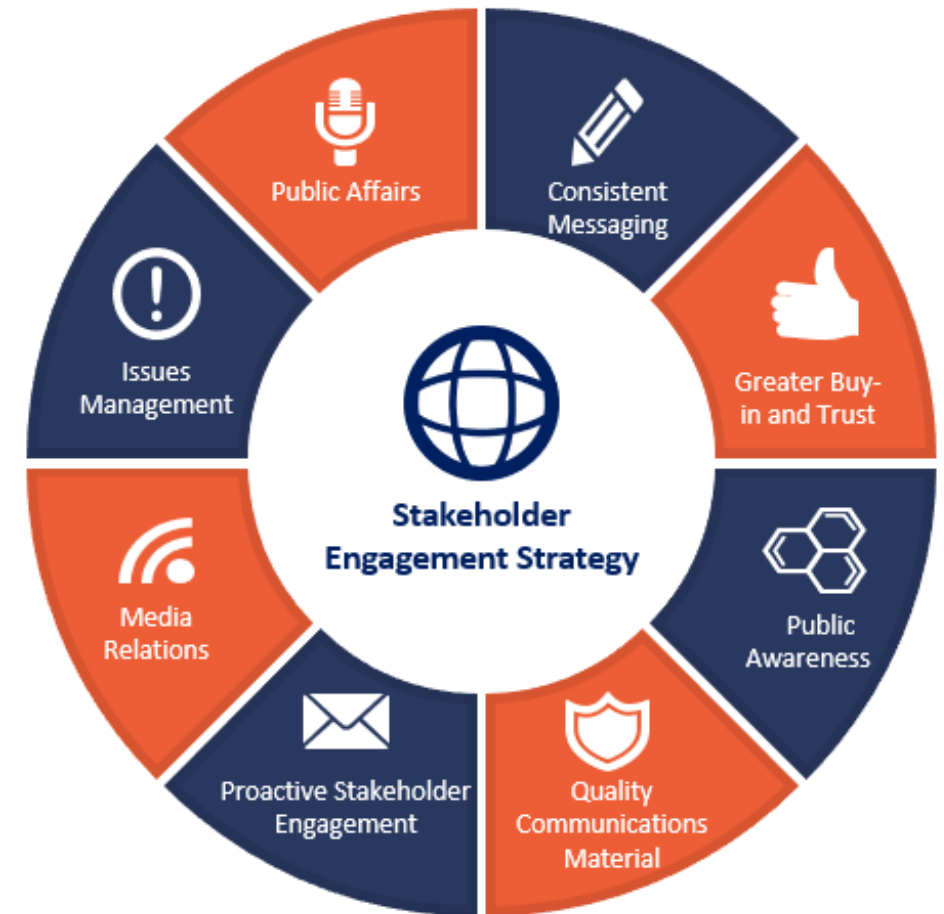 Public Affairs
Consistent
Messaging
Greater Buy-
in and Trust
Public
Awareness
Quality
Communications
Material
Proactive Stakeholder
Engagement
Media
Relations
Issues
Management
Stakeholder
Engagement Strategy